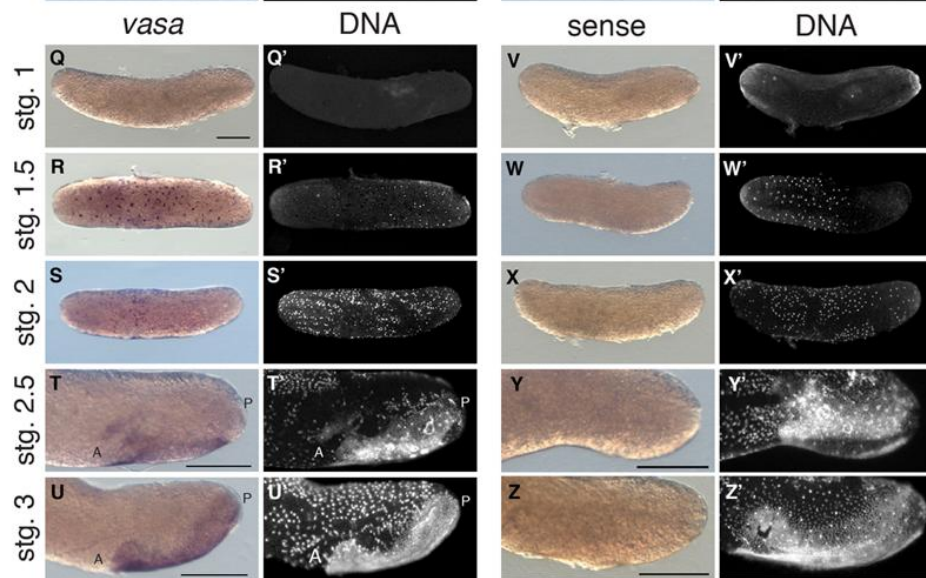 vasa DNA sense DNA
stg. 1 Q Q' V V'
stg. 1.5 R R' W W'
stg. 2 S S' X X'
stg. 2.5 T P A T' P A Y Y'
stg. 3 U P A U' P A Z Z'